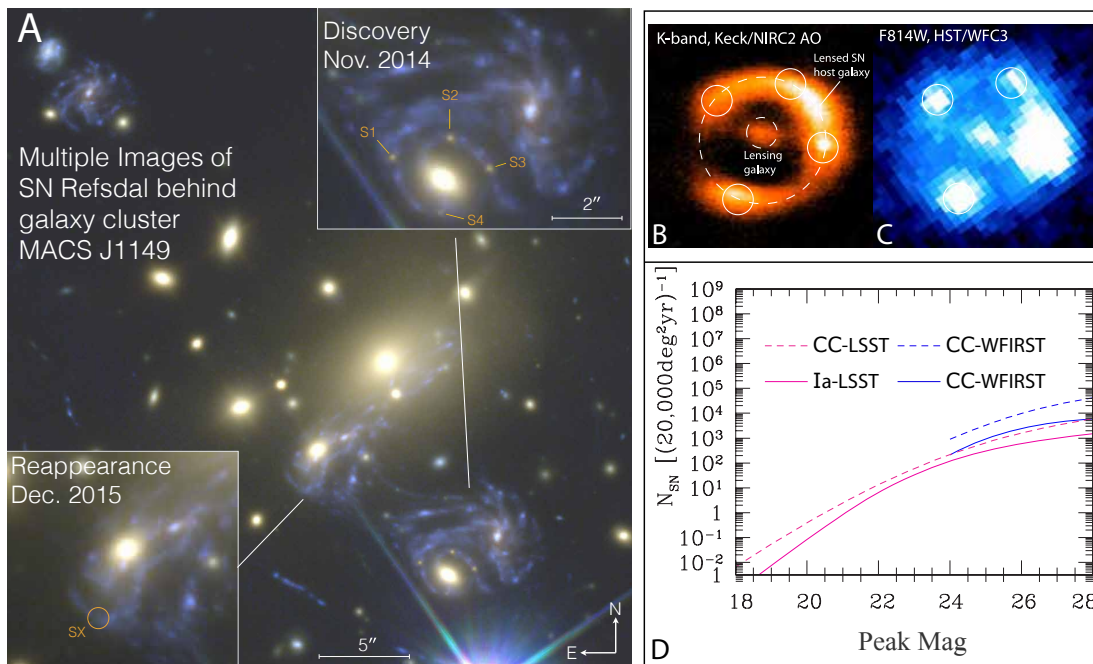 A
Multiple Images of
SN Refsdal behind
galaxy cluster
MACS J1149
Discovery
Nov. 2014
S1
S2
S3
S4
2″
Reappearance
Dec. 2015
SX
5″
N
E
K-band, Keck/NIRC2 AO
Lensed SN
host galaxy
Lensing
galaxy
B
F814W, HST/WFC3
C
N_SN [(20,000deg²yr)⁻¹]
10⁹
10⁸
10⁷
10⁶
10⁵
10⁴
10³
10²
10¹
1
10⁻¹
10⁻²
1
CC-LSST
CC-WFIRST
Ia-LSST
CC-WFIRST
18 20 22 24 26 28
Peak Mag
D